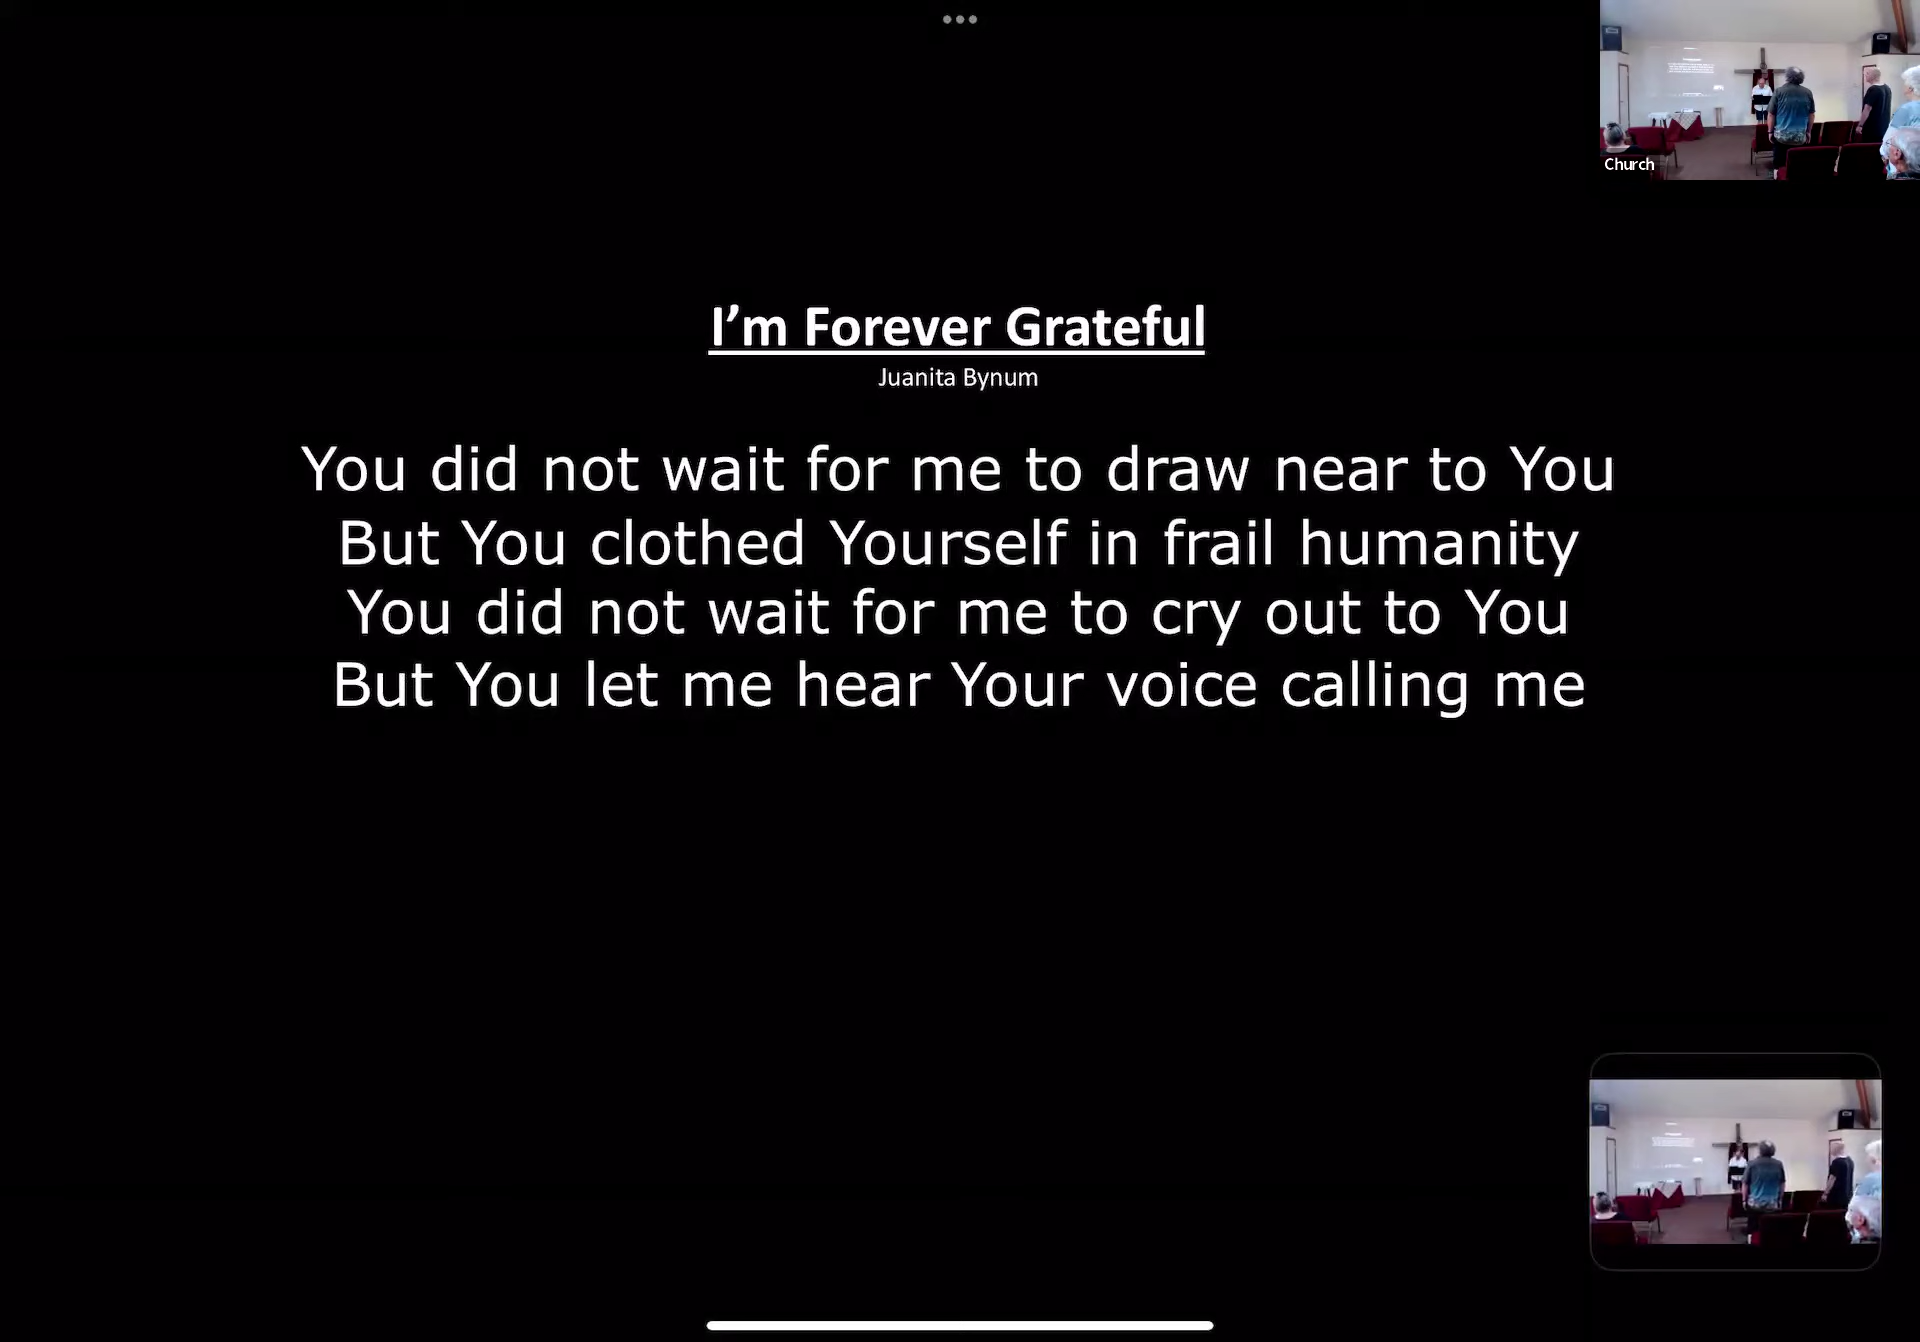 Church
I’m Forever Grateful
Juanita Bynum
You did not wait for me to draw near to You
But You clothed Yourself in frail humanity
You did not wait for me to cry out to You
But You let me hear Your voice calling me